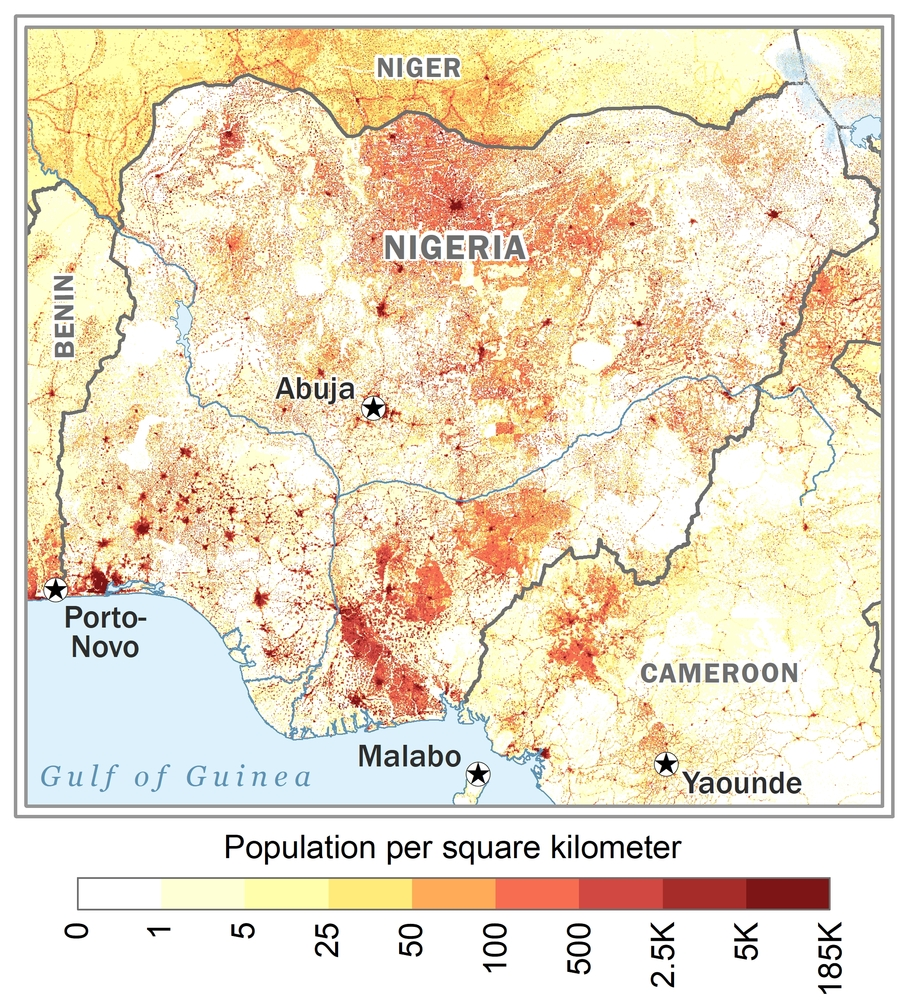 NIGER
NIGERIA
BENIN
Abuja
Porto-
Novo
CAMEROON
Malabo
Yaounde
Gulf of Guinea
Population per square kilometer
0 1 5 25 50 100 500 2.5K 5K 185K